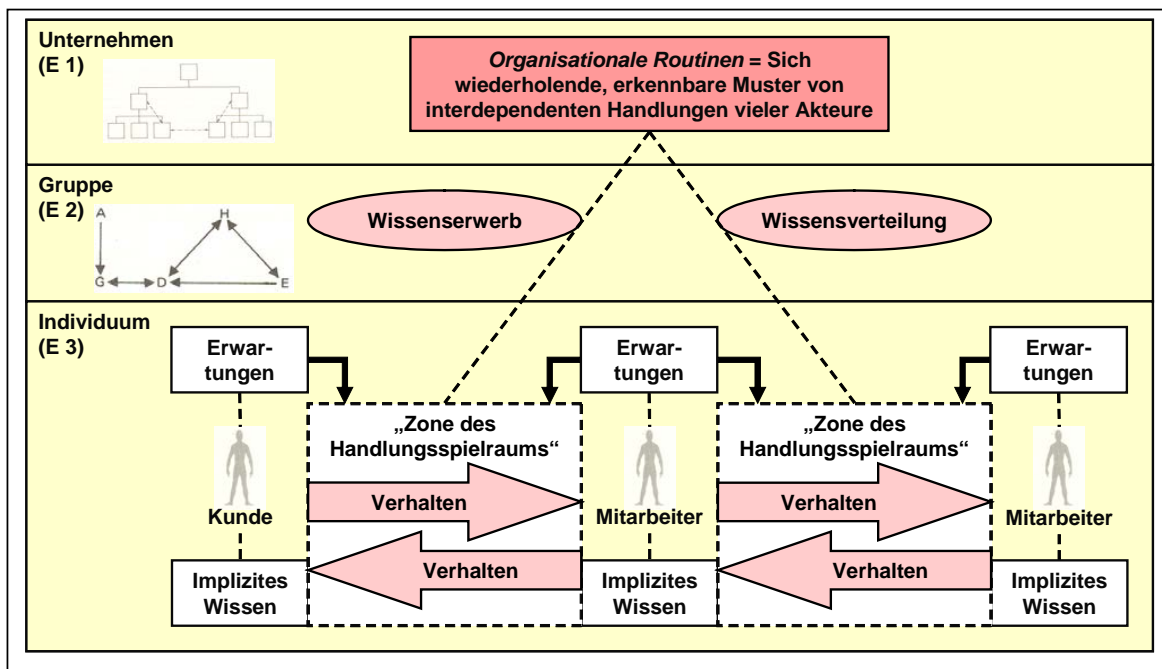 Unternehmen
(E 1)
Organisationale Routinen = Sich
wiederholende, erkennbare Muster von
interdependenten Handlungen vieler Akteure
Gruppe
(E 2)
A
H
G
D
E
Wissenserwerb
Wissensverteilung
Individuum
(E 3)
Erwar-
tungen
Erwar-
tungen
Erwar-
tungen
„Zone des
Handlungsspielraums“
„Zone des
Handlungsspielraums“
Verhalten
Verhalten
Kunde
Mitarbeiter
Mitarbeiter
Verhalten
Verhalten
Implizites
Wissen
Implizites
Wissen
Implizites
Wissen